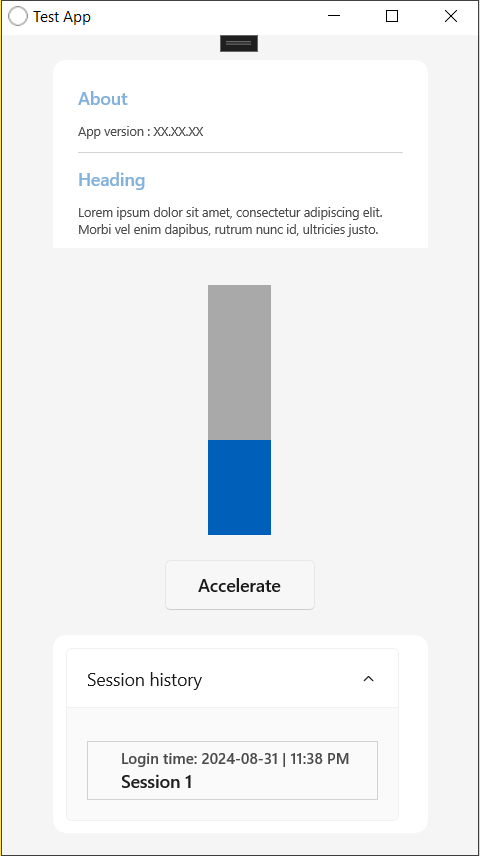 Test App
About
App version : XX.XX.XX
Heading
Lorem ipsum dolor sit amet, consectetur adipiscing elit.
Morbi vel enim dapibus, rutrum nunc id, ultricies justo.
Accelerate
Session history
Login time: 2024-08-31 | 11:38 PM
Session 1